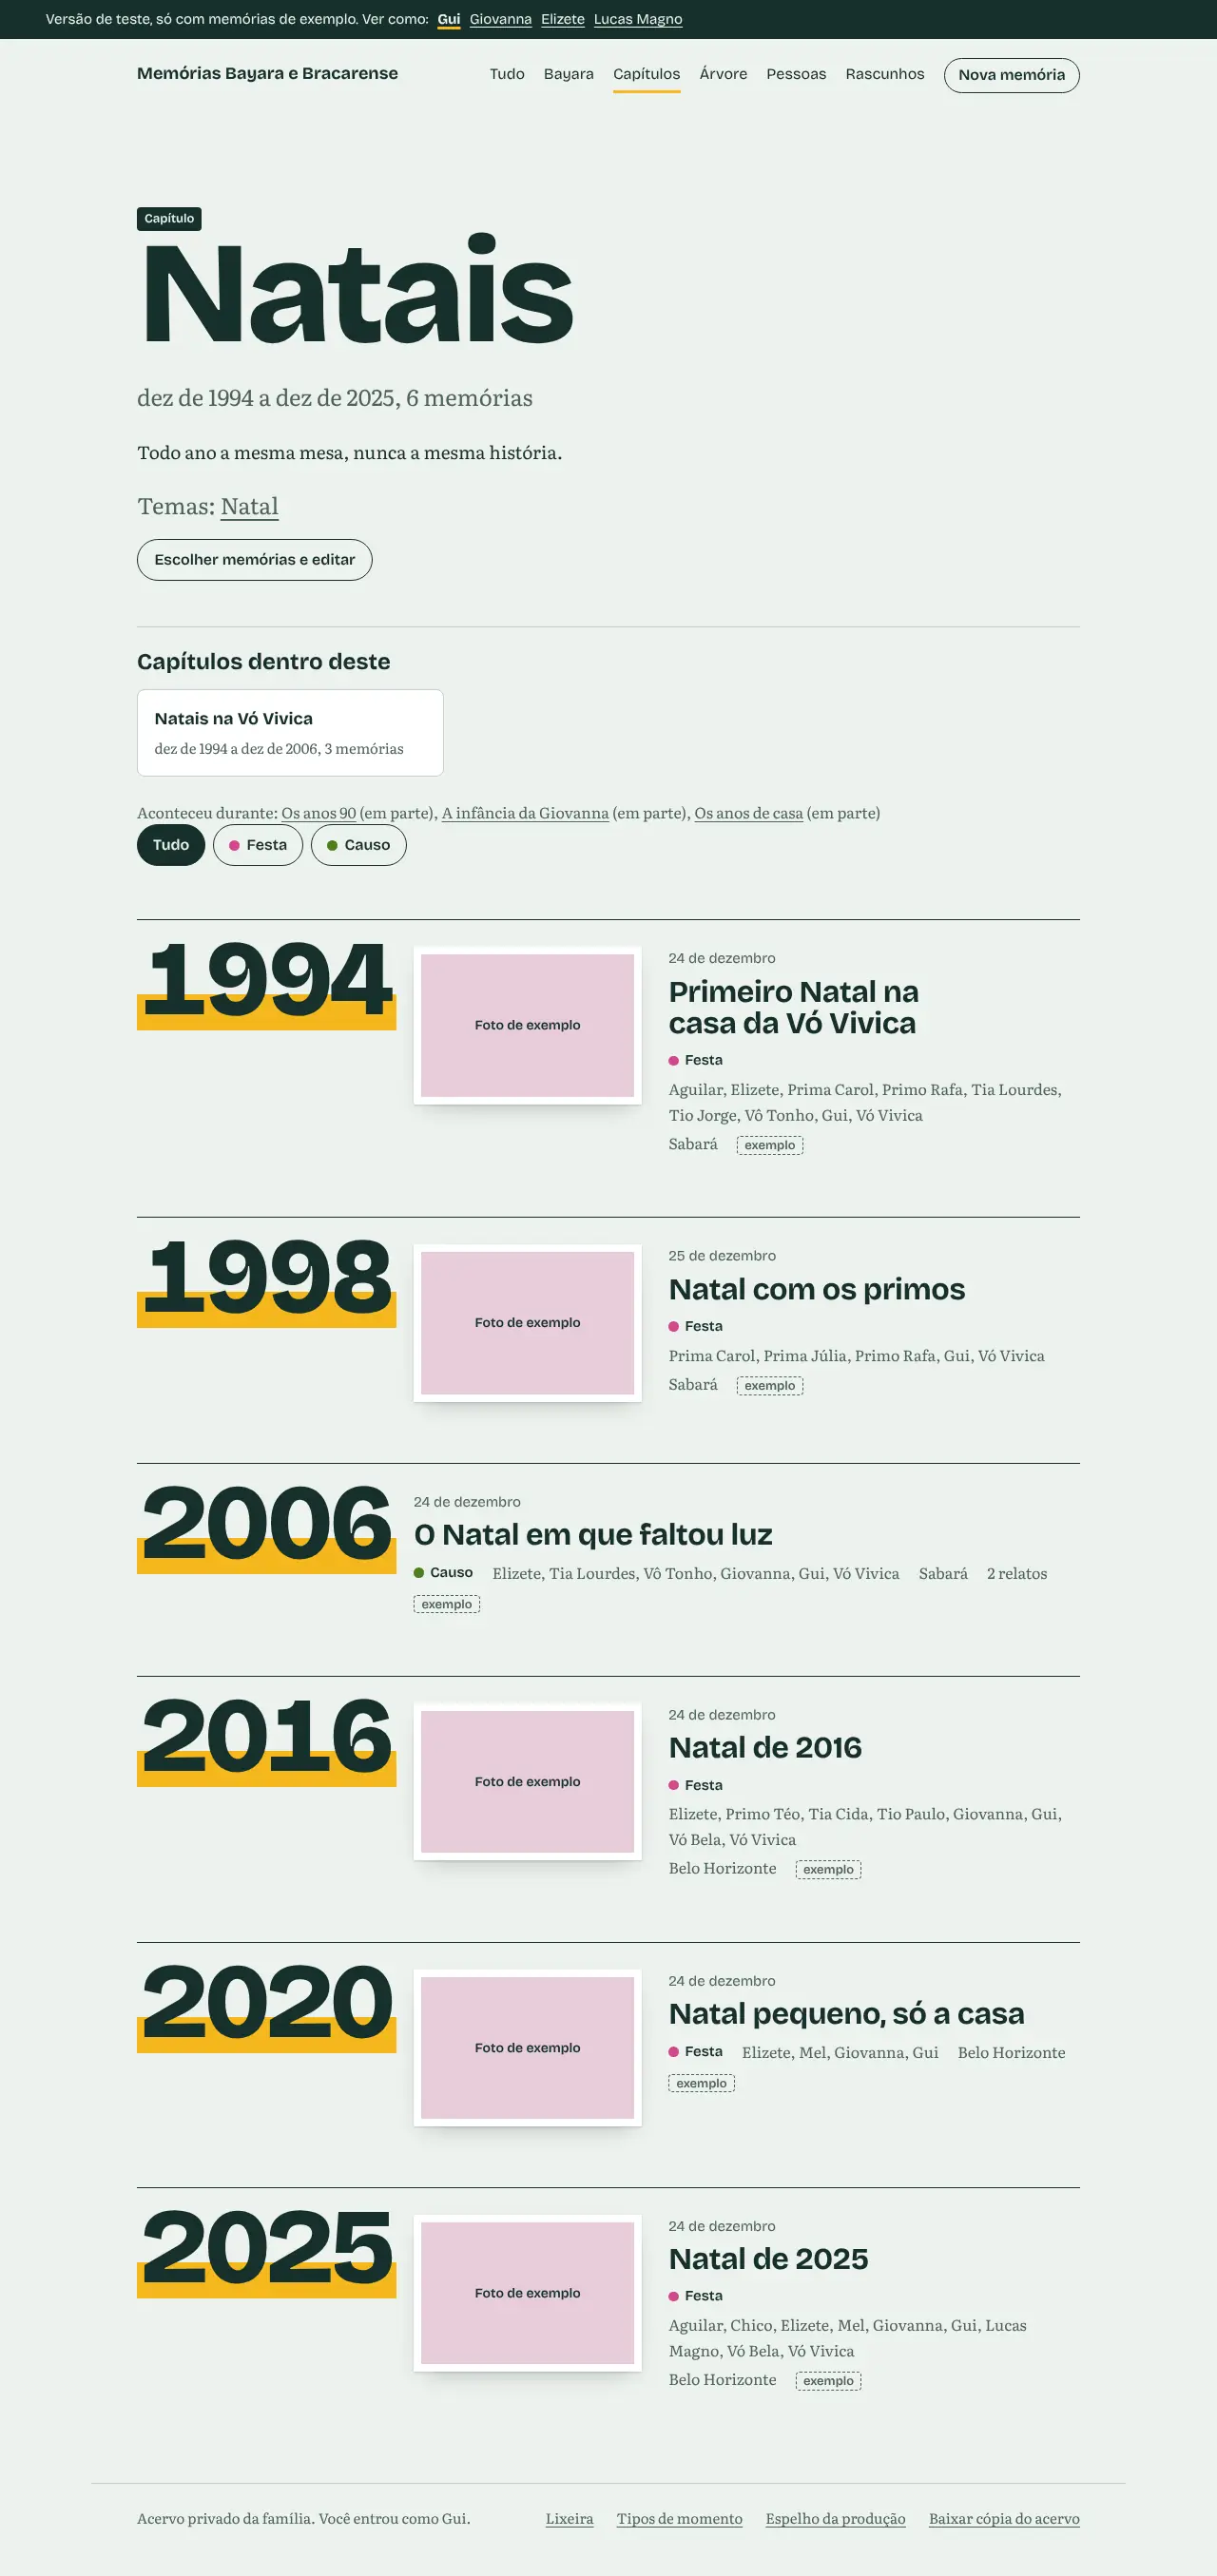 Versão de teste, só com memórias de exemplo. Ver como: Gui Giovanna Elizete Lucas Magno
Memórias Bayara e Bracarense
Tudo Bayara Capítulos Árvore Pessoas Rascunhos Nova memória
Capítulo
Natais
dez de 1994 a dez de 2025, 6 memórias
Todo ano a mesma mesa, nunca a mesma história.
Temas: Natal
Escolher memórias e editar
Capítulos dentro deste
Natais na Vó Vivica
dez de 1994 a dez de 2006, 3 memórias
Aconteceu durante: Os anos 90 (em parte), A infância da Giovanna (em parte), Os anos de casa (em parte)
Tudo Festa Causo
1994
Foto de exemplo
24 de dezembro
Primeiro Natal na
casa da Vó Vivica
Festa
Aguilar, Elizete, Prima Carol, Primo Rafa, Tia Lourdes,
Tio Jorge, Vô Tonho, Gui, Vó Vivica
Sabará exemplo
1998
Foto de exemplo
25 de dezembro
Natal com os primos
Festa
Prima Carol, Prima Júlia, Primo Rafa, Gui, Vó Vivica
Sabará exemplo
2006
24 de dezembro
O Natal em que faltou luz
Causo Elizete, Tia Lourdes, Vô Tonho, Giovanna, Gui, Vó Vivica Sabará 2 relatos
exemplo
2016
Foto de exemplo
24 de dezembro
Natal de 2016
Festa
Elizete, Primo Téo, Tia Cida, Tio Paulo, Giovanna, Gui,
Vó Bela, Vó Vivica
Belo Horizonte exemplo
2020
Foto de exemplo
24 de dezembro
Natal pequeno, só a casa
Festa Elizete, Mel, Giovanna, Gui Belo Horizonte
exemplo
2025
Foto de exemplo
24 de dezembro
Natal de 2025
Festa
Aguilar, Chico, Elizete, Mel, Giovanna, Gui, Lucas
Magno, Vó Bela, Vó Vivica
Belo Horizonte exemplo
Acervo privado da família. Você entrou como Gui.
Lixeira Tipos de momento Espelho da produção Baixar cópia do acervo